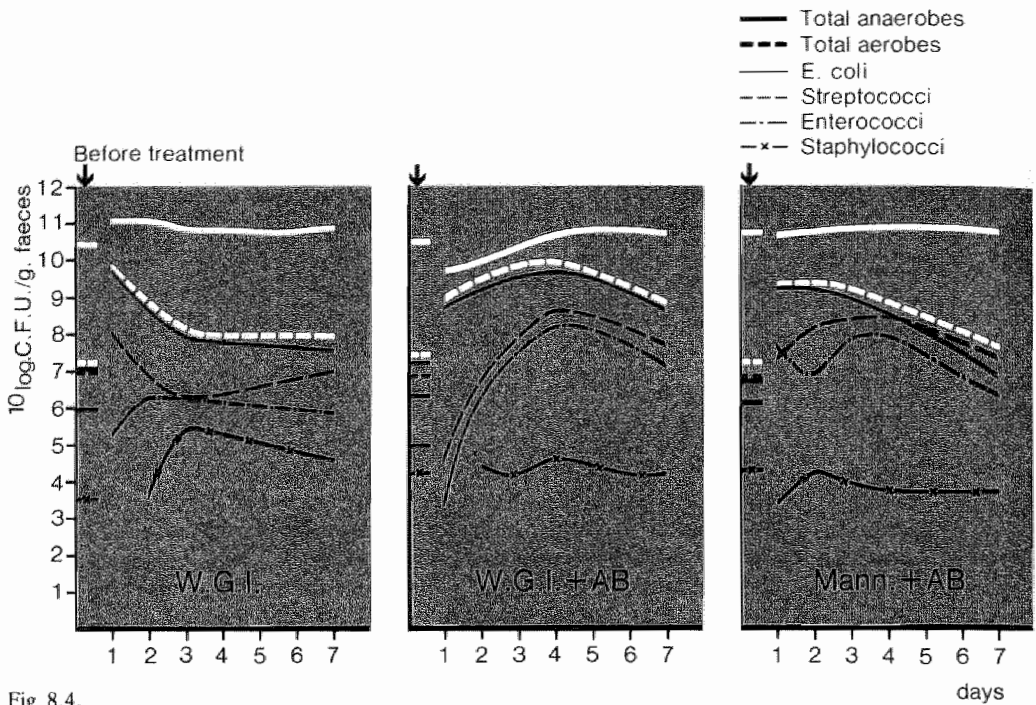 Total anaerobes
Total aerobes
E. coli
Streptococci
Enterococci
Staphylococci
Before treatment
10log.C.F.U./g. faeces
12
11
10
9
8
7
6
5
4
3
2
1
W.G.I.
W.G.I.+AB
Mann.+AB
1 2 3 4 5 6 7
1 2 3 4 5 6 7
1 2 3 4 5 6 7
days
Fig. 8.4.